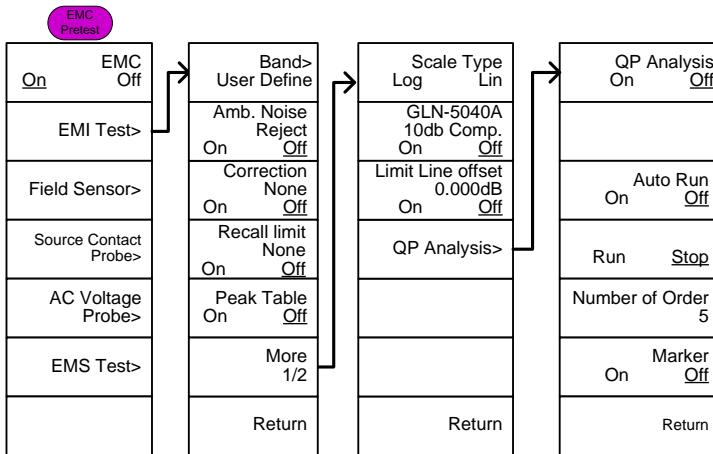 EMC
Pretest
EMC
On Off
EMI Test>
Field Sensor>
Source Contact
Probe>
AC Voltage
Probe>
EMS Test>
Band>
User Define
Amb. Noise
Reject
On Off
Correction
None
On Off
Recall limit
None
On Off
Peak Table
On Off
More
1/2
Return
Scale Type
Log Lin
GLN-5040A
10db Comp.
On Off
Limit Line offset
0.000dB
On Off
QP Analysis>
Return
QP Analysis
On Off
Auto Run
On Off
Run Stop
Number of Order
5
Marker
On Off
Return